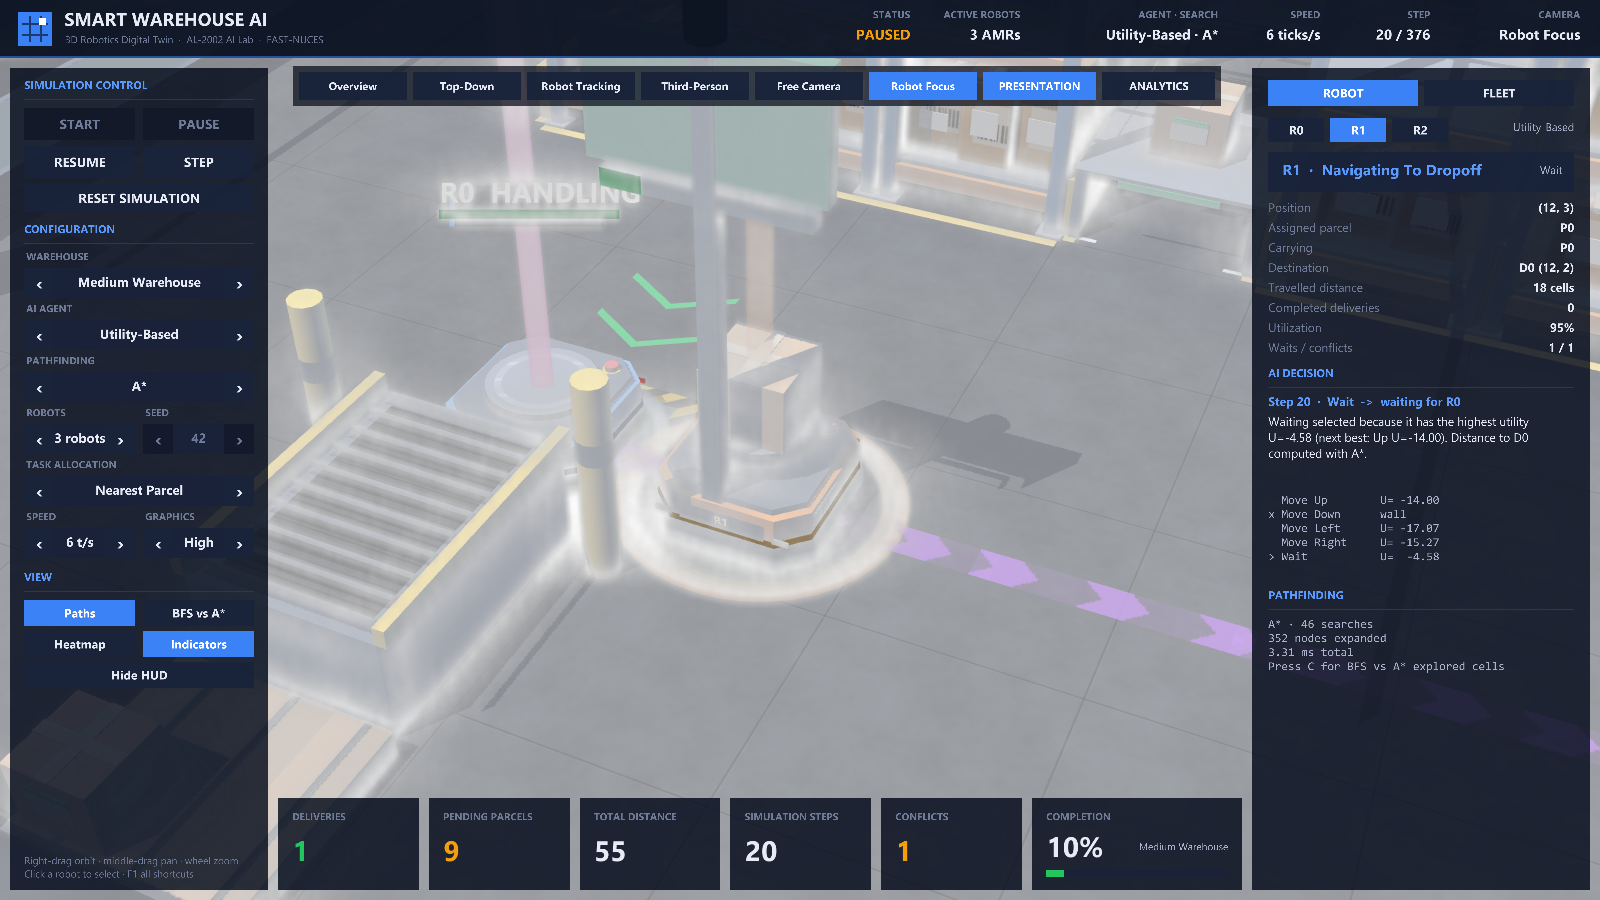 SMART WAREHOUSE AI
3D Robotics Digital Twin · AL-2002 AI Lab · FAST-NUCES
STATUS
PAUSED
ACTIVE ROBOTS
3 AMRs
AGENT · SEARCH
Utility-Based · A*
SPEED
6 ticks/s
STEP
20 / 376
CAMERA
Robot Focus
SIMULATION CONTROL
START PAUSE
RESUME STEP
RESET SIMULATION
CONFIGURATION
WAREHOUSE
‹ Medium Warehouse ›
AI AGENT
‹ Utility-Based ›
PATHFINDING
‹ A* ›
ROBOTS SEED
‹ 3 robots › ‹ 42 ›
TASK ALLOCATION
‹ Nearest Parcel ›
SPEED GRAPHICS
‹ 6 t/s › ‹ High ›
VIEW
Paths BFS vs A*
Heatmap Indicators
Hide HUD
Right-drag orbit · middle-drag pan · wheel zoom
Click a robot to select · F1 all shortcuts
Overview Top-Down Robot Tracking Third-Person Free Camera Robot Focus PRESENTATION ANALYTICS
R0 HANDLING
R1
DELIVERIES
1
PENDING PARCELS
9
TOTAL DISTANCE
55
SIMULATION STEPS
20
CONFLICTS
1
COMPLETION
10% Medium Warehouse
ROBOT FLEET
R0 R1 R2 Utility Based
R1 · Navigating To Dropoff Wait
Position (12, 3)
Assigned parcel P0
Carrying P0
Destination D0 (12, 2)
Travelled distance 18 cells
Completed deliveries 0
Utilization 95%
Waits / conflicts 1 / 1
AI DECISION
Step 20 · Wait -> waiting for R0
Waiting selected because it has the highest utility
U=-4.58 (next best: Up U=-14.00). Distance to D0
computed with A*.
Move Up U= -14.00
x Move Down wall
Move Left U= -17.07
Move Right U= -15.27
> Wait U= -4.58
PATHFINDING
A* · 46 searches
352 nodes expanded
3.31 ms total
Press C for BFS vs A* explored cells